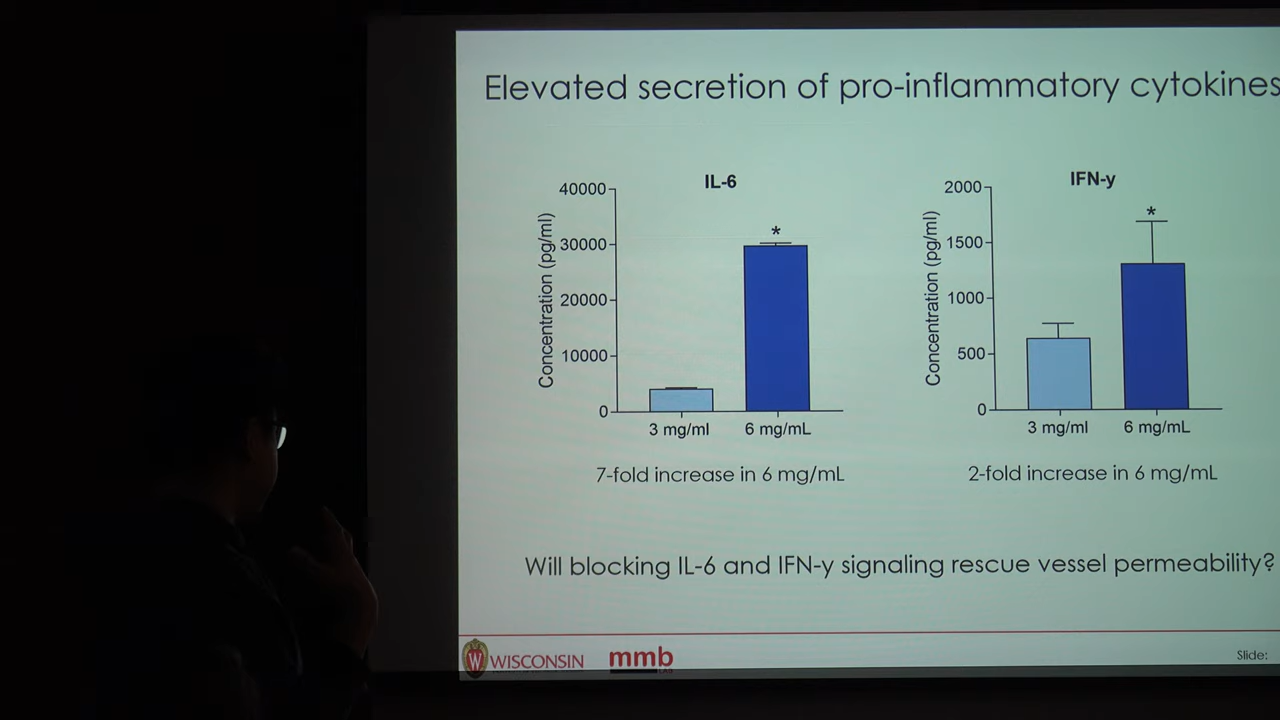 Elevated secretion of pro-inflammatory cytokines
IL-6
Concentration (pg/ml)
40000
30000
20000
10000
0
*
3 mg/ml
6 mg/mL
7-fold increase in 6 mg/mL
IFN-y
Concentration (pg/ml)
2000
1500
1000
500
0
*
3 mg/ml
6 mg/mL
2-fold increase in 6 mg/mL
Will blocking IL-6 and IFN-y signaling rescue vessel permeability?
W WISCONSIN
mmb
LAB
Slide: